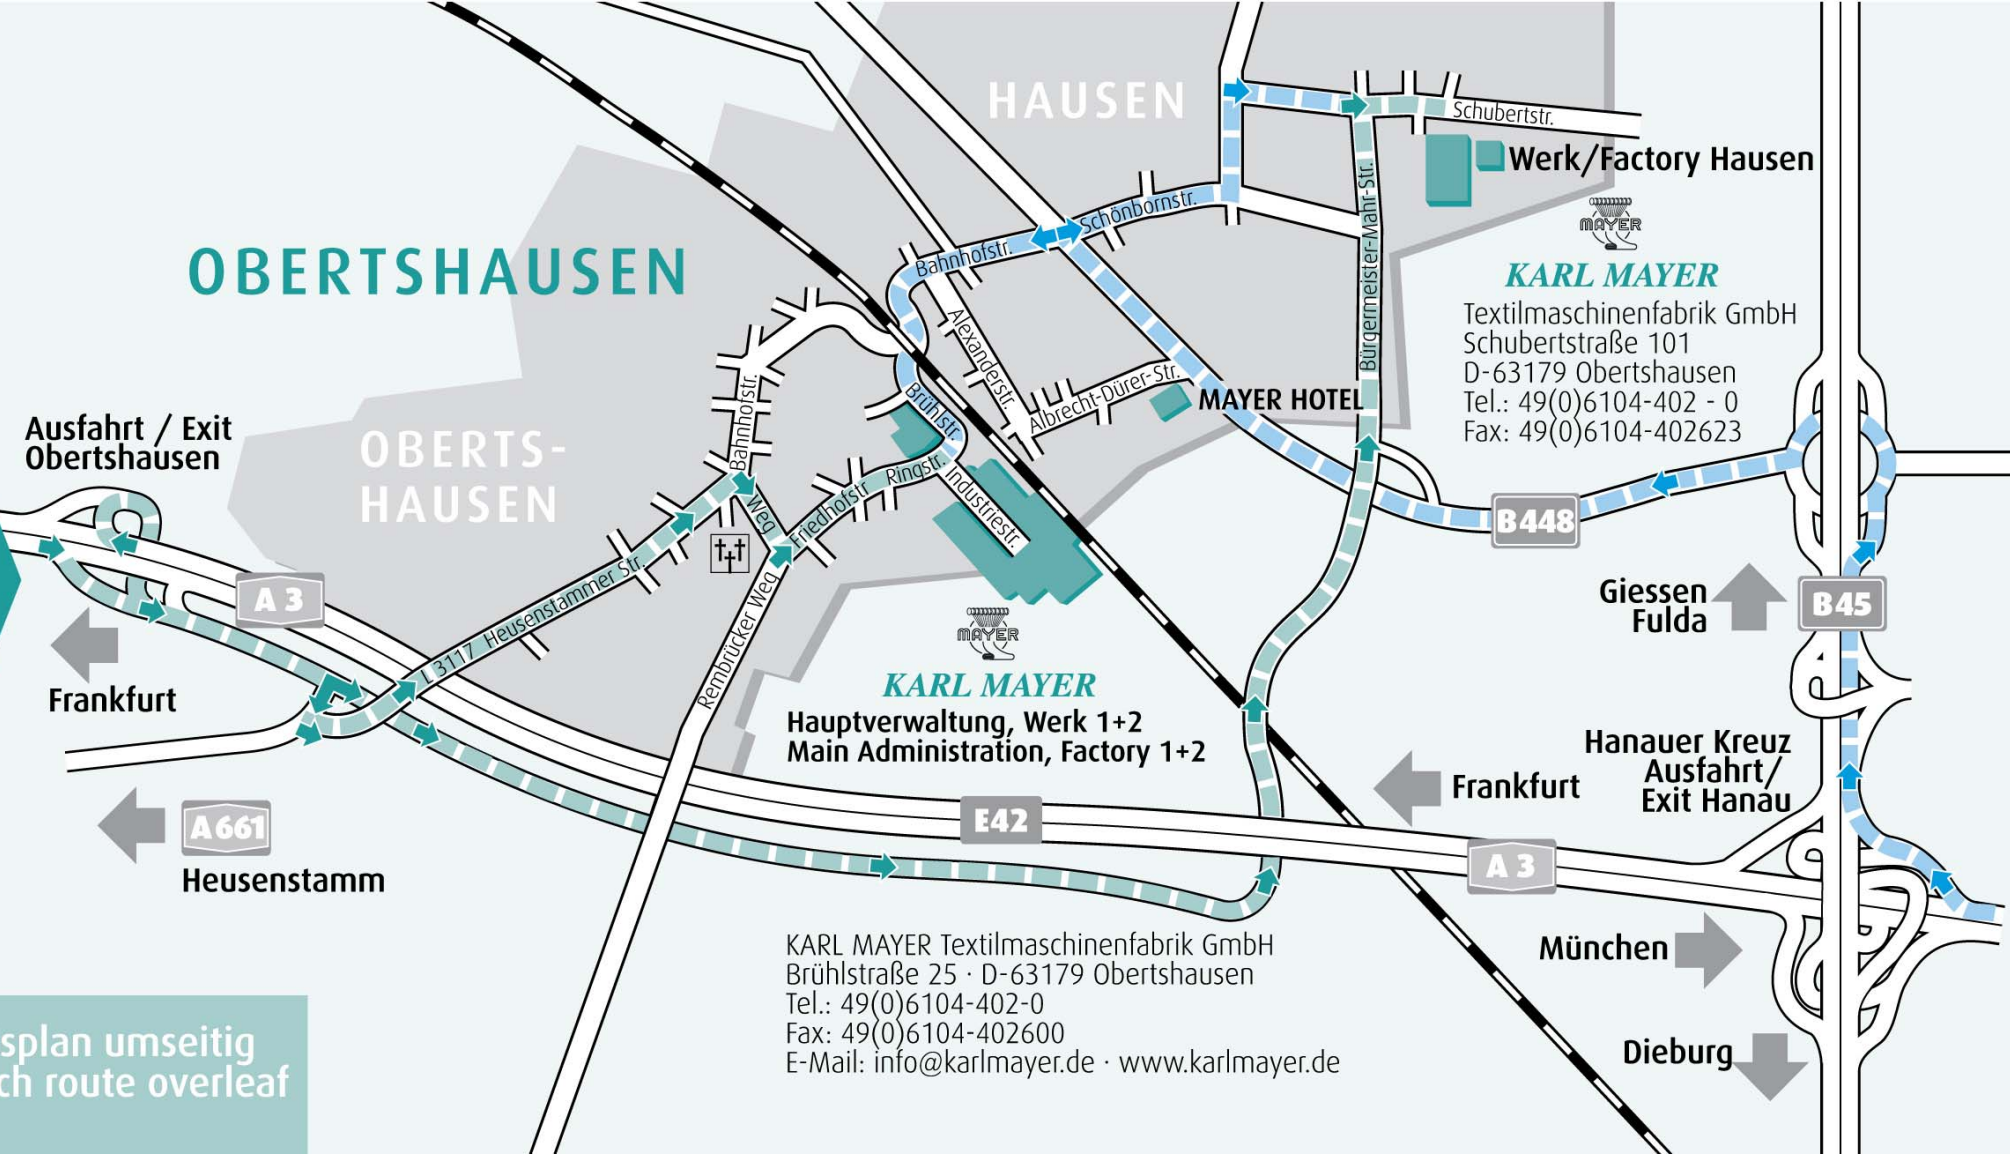 HAUSEN
Schubertstr.
Werk/Factory Hausen
MAYER
KARL MAYER
Textilmaschinenfabrik GmbH
Schubertstraße 101
D-63179 Obertshausen
Tel.: 49(0)6104-402 - 0
Fax: 49(0)6104-402623
Schönbornstr.
Bahnhofstr.
Bürgermeister-Mahr-Str.
OBERTSHAUSEN
Alexanderstr.
Albrecht-Dürer-Str.
MAYER HOTEL
Brühlstr.
Bahnhofstr.
Ausfahrt / Exit
Obertshausen
OBERTS-
HAUSEN
Ringstr.
Friedhofstr
Industriestr.
Weg
B448
A 3
L 3117 Heusenstammer Str.
Rembrücker Weg
Giessen
Fulda
B45
Frankfurt
MAYER
KARL MAYER
Hauptverwaltung, Werk 1+2
Main Administration, Factory 1+2
Hanauer Kreuz
Ausfahrt/
Exit Hanau
Frankfurt
A661
Heusenstamm
E42
A 3
München
Dieburg
KARL MAYER Textilmaschinenfabrik GmbH
Brühlstraße 25 · D-63179 Obertshausen
Tel.: 49(0)6104-402-0
Fax: 49(0)6104-402600
E-Mail: info@karlmayer.de · www.karlmayer.de
splan umseitig
ch route overleaf